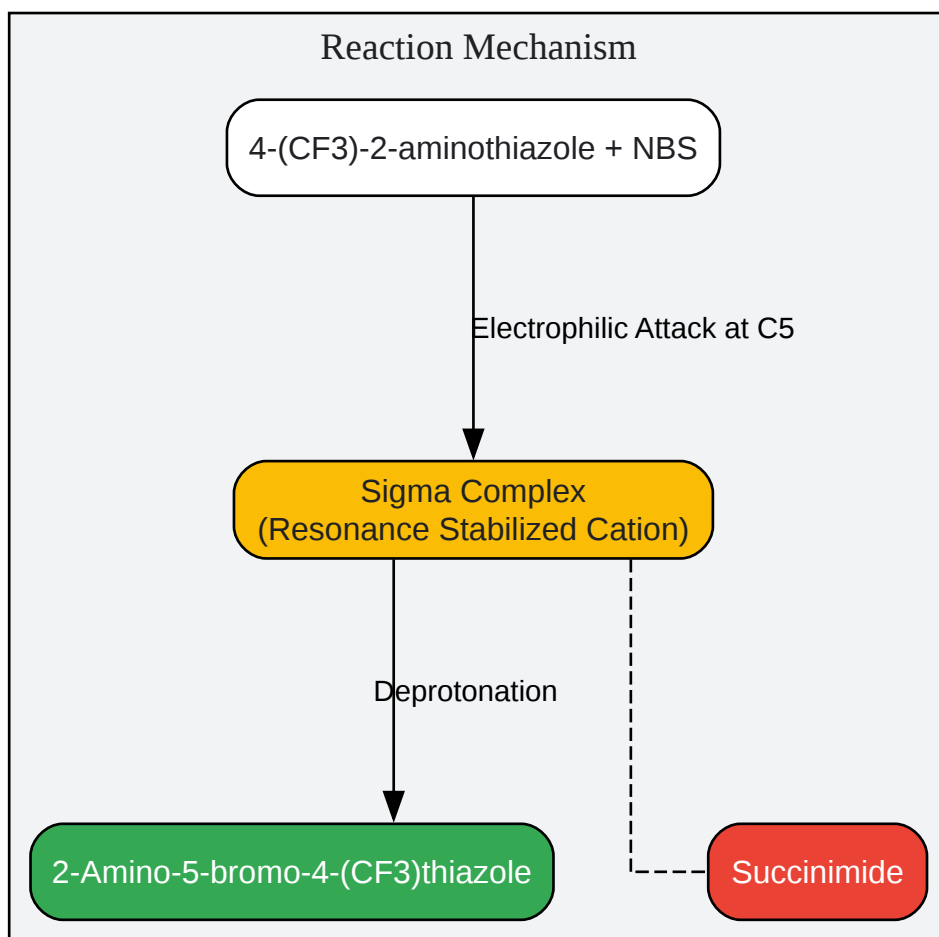 Reaction Mechanism
4-(CF3)-2-aminothiazole + NBS
Electrophilic Attack at C5
Sigma Complex
(Resonance Stabilized Cation)
Deprotonation
2-Amino-5-bromo-4-(CF3)thiazole
Succinimide